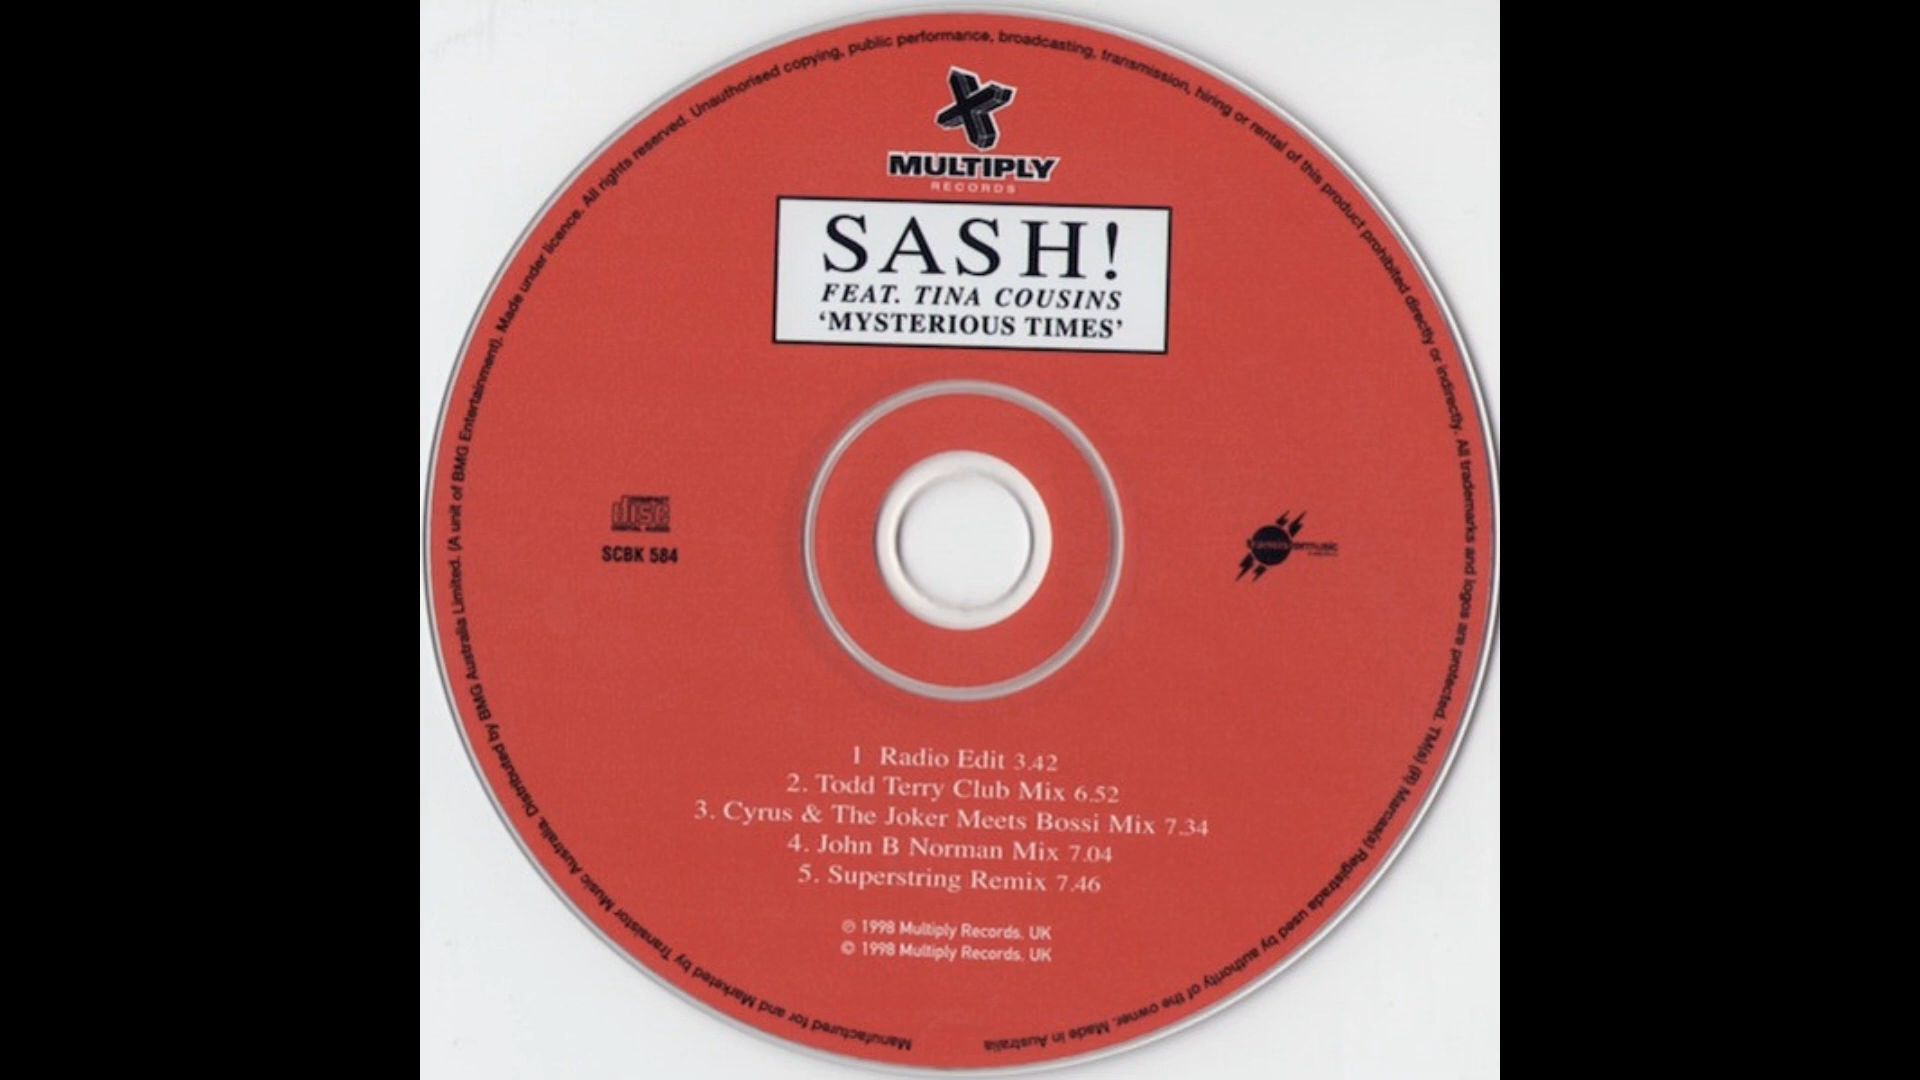 Manufactured for and Marketed by Transistor Music Australia. Distributed by BMG Australia Limited. (A unit of BMG Entertainment). Made under licence. All rights reserved. Unauthorised copying, public performance, broadcasting, transmission, hiring or rental of this product prohibited directly or indirectly. All trademarks and logos are protected. TM(s) (R) Marcas(s) Registrada used by authority of the owner. Made in Australia
MULTIPLY
RECORDS
SASH!
FEAT. TINA COUSINS
‘MYSTERIOUS TIMES’
COMPACT
disc
DIGITAL AUDIO
SCBK 584
1 Radio Edit 3.42
2. Todd Terry Club Mix 6.52
3. Cyrus & The Joker Meets Bossi Mix 7.34
4. John B Norman Mix 7.04
5. Superstring Remix 7.46
℗ 1998 Multiply Records. UK
© 1998 Multiply Records. UK